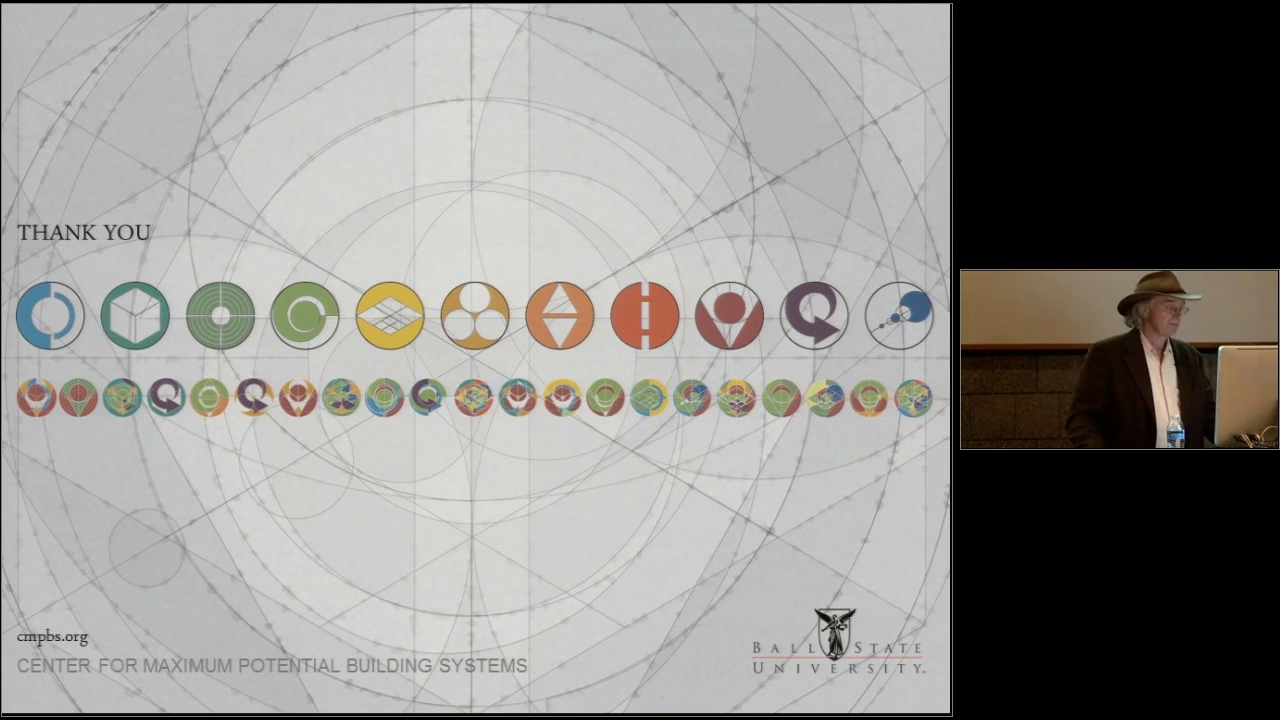 THANK YOU
cmpbs.org
CENTER FOR MAXIMUM POTENTIAL BUILDING SYSTEMS
BALL STATE
UNIVERSITY.